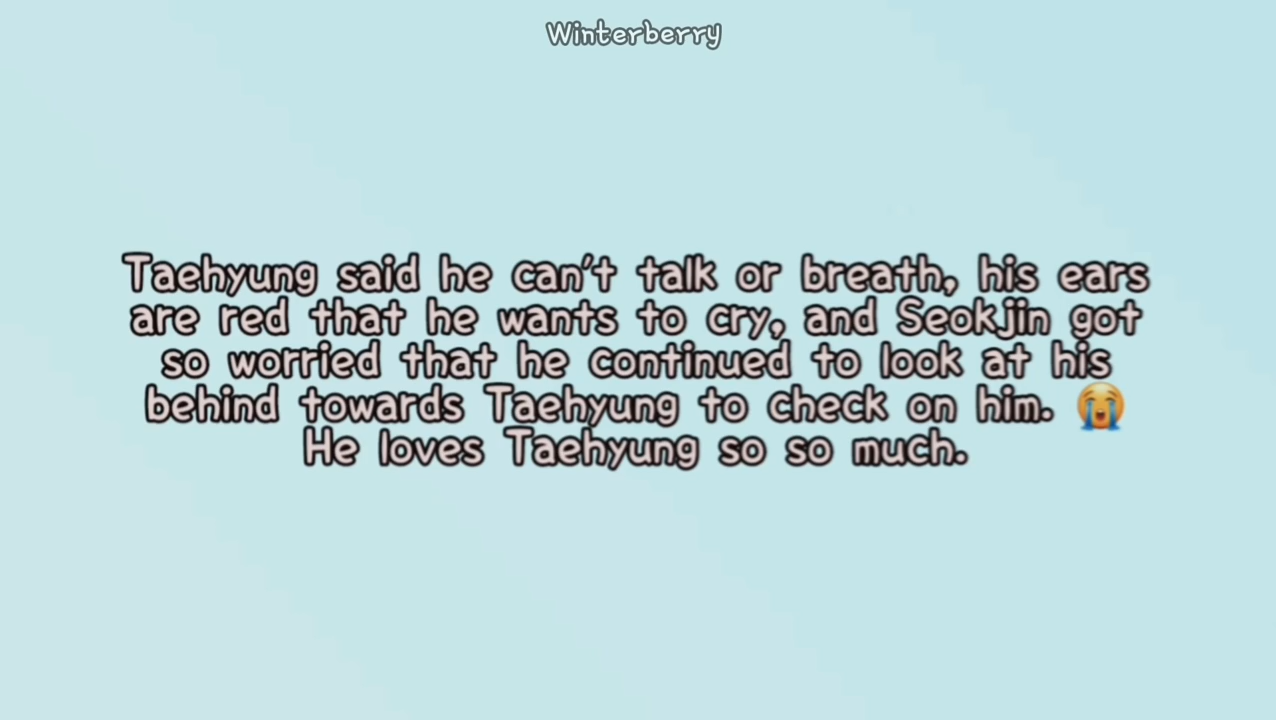 Winterberry
Taehyung said he can't talk or breath, his ears
are red that he wants to cry, and Seokjin got
so worried that he continued to look at his
behind towards Taehyung to check on him. 😭
He loves Taehyung so so much.